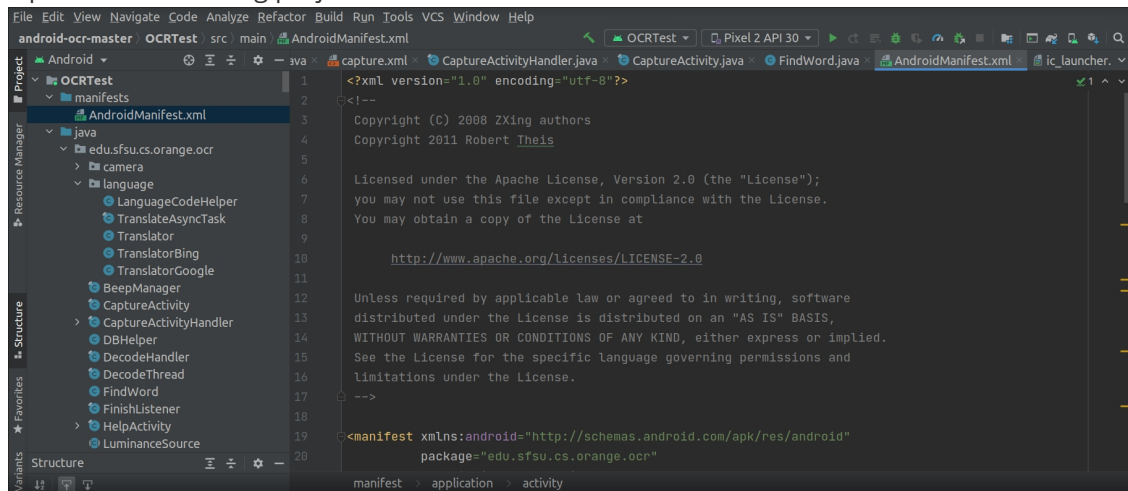 File Edit View Navigate Code Analyze Refactor Build Run Tools VCS Window Help
android-ocr-master OCRTest src main AndroidManifest.xml OCRTest Pixel 2 API 30
Project
Android
ava capture.xml CaptureActivityHandler.java CaptureActivity.java FindWord.java AndroidManifest.xml ic_launcher.
OCRTest
manifests
AndroidManifest.xml
java
edu.sfsu.cs.orange.ocr
camera
language
LanguageCodeHelper
TranslateAsyncTask
Translator
TranslatorBing
TranslatorGoogle
BeepManager
CaptureActivity
CaptureActivityHandler
DBHelper
DecodeHandler
DecodeThread
FindWord
FinishListener
HelpActivity
LuminanceSource
Resource Manager
Structure
Favorites
Variants
Structure
1 <?xml version="1.0" encoding="utf-8"?>
2 <!--
3 Copyright (C) 2008 ZXing authors
4 Copyright 2011 Robert Theis
5
6 Licensed under the Apache License, Version 2.0 (the "License");
7 you may not use this file except in compliance with the License.
8 You may obtain a copy of the License at
9
10 http://www.apache.org/licenses/LICENSE-2.0
11
12 Unless required by applicable law or agreed to in writing, software
13 distributed under the License is distributed on an "AS IS" BASIS,
14 WITHOUT WARRANTIES OR CONDITIONS OF ANY KIND, either express or implied.
15 See the License for the specific language governing permissions and
16 limitations under the License.
17 -->
18
19 <manifest xmlns:android="http://schemas.android.com/apk/res/android"
20 package="edu.sfsu.cs.orange.ocr"
1
manifest application activity